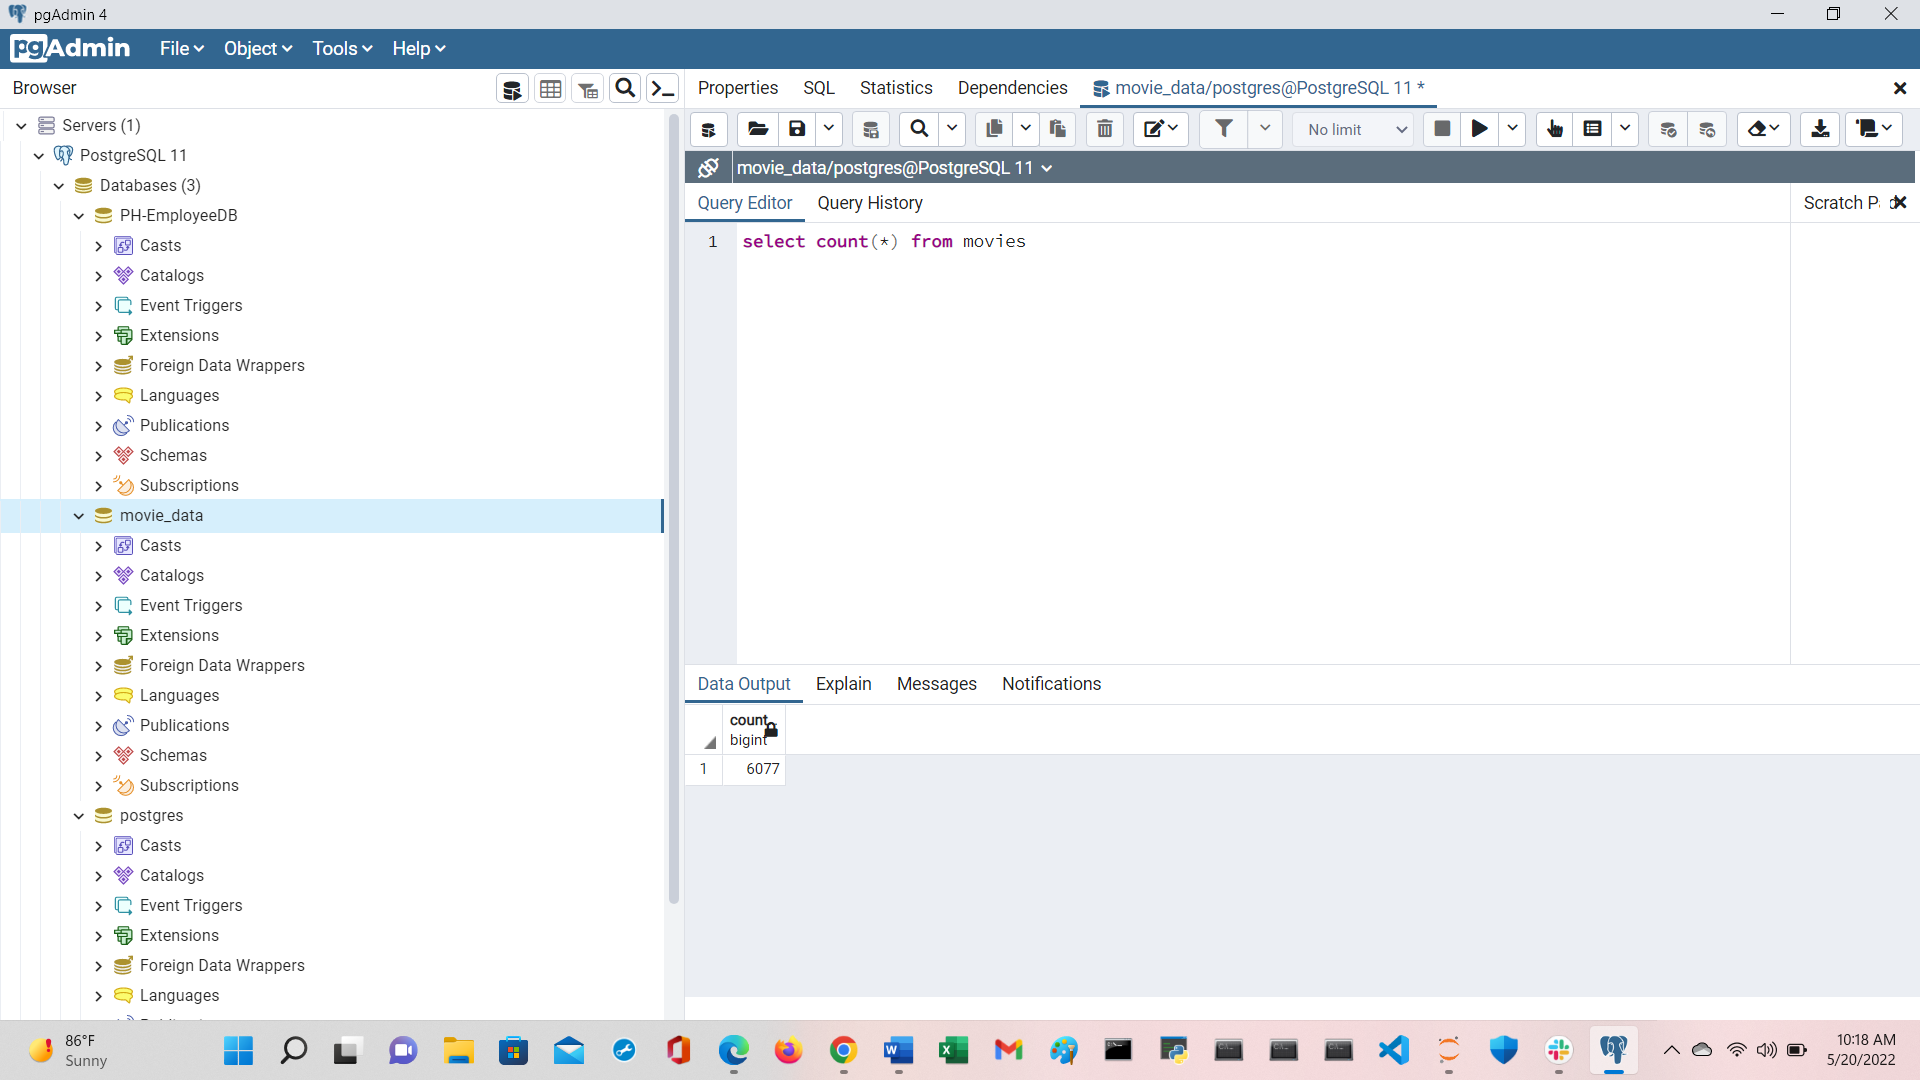 pgAdmin 4
pgAdmin File Object Tools Help
Browser
Properties SQL Statistics Dependencies movie_data/postgres@PostgreSQL 11 *
Servers (1)
PostgreSQL 11
Databases (3)
PH-EmployeeDB
Casts
Catalogs
Event Triggers
Extensions
Foreign Data Wrappers
Languages
Publications
Schemas
Subscriptions
movie_data
Casts
Catalogs
Event Triggers
Extensions
Foreign Data Wrappers
Languages
Publications
Schemas
Subscriptions
postgres
Casts
Catalogs
Event Triggers
Extensions
Foreign Data Wrappers
Languages
No limit
movie_data/postgres@PostgreSQL 11
Query Editor Query History
Scratch P
1 select count(*) from movies
Data Output Explain Messages Notifications
count
bigint
1 6077
86°F
Sunny
10:18 AM
5/20/2022